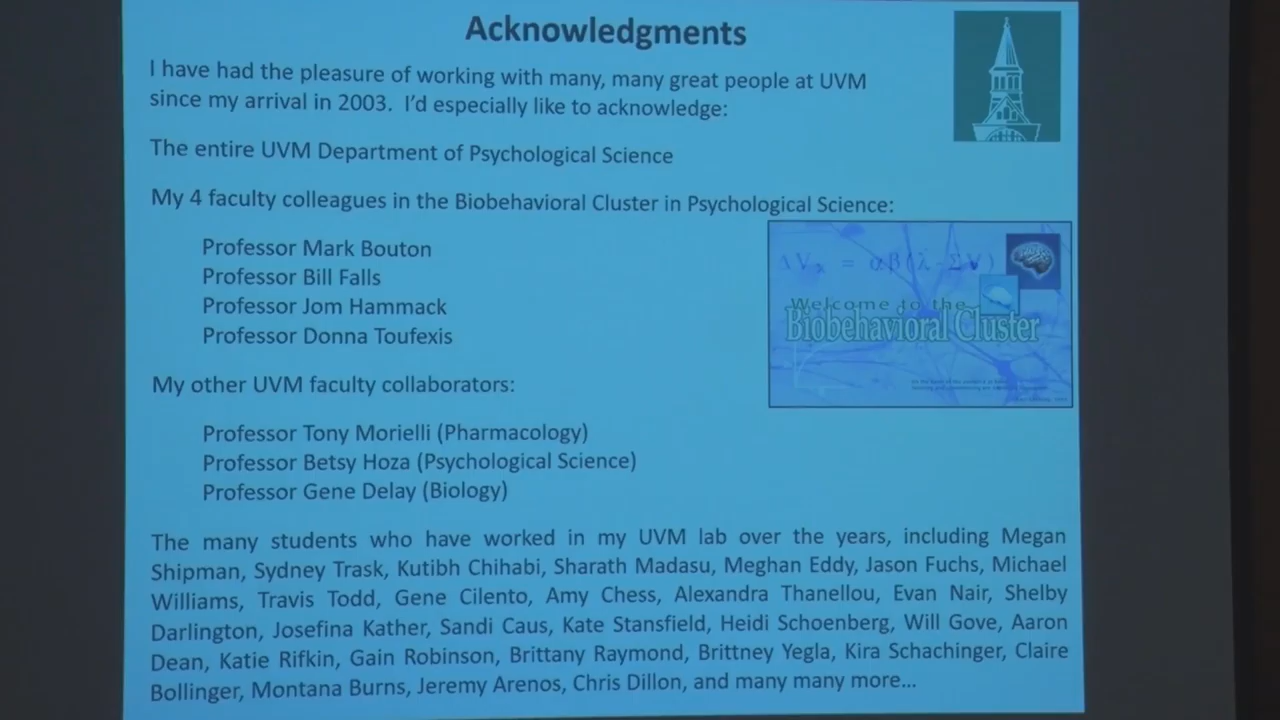 Acknowledgments
I have had the pleasure of working with many, many great people at UVM
since my arrival in 2003. I'd especially like to acknowledge:
The entire UVM Department of Psychological Science
My 4 faculty colleagues in the Biobehavioral Cluster in Psychological Science:
Professor Mark Bouton
Professor Bill Falls
Professor Jom Hammack
Professor Donna Toufexis
ΔVₓ = αβ(λ - ΣV)
Welcome to the
Biobehavioral Cluster
My other UVM faculty collaborators:
Professor Tony Morielli (Pharmacology)
Professor Betsy Hoza (Psychological Science)
Professor Gene Delay (Biology)
The many students who have worked in my UVM lab over the years, including Megan
Shipman, Sydney Trask, Kutibh Chihabi, Sharath Madasu, Meghan Eddy, Jason Fuchs, Michael
Williams, Travis Todd, Gene Cilento, Amy Chess, Alexandra Thanellou, Evan Nair, Shelby
Darlington, Josefina Kather, Sandi Caus, Kate Stansfield, Heidi Schoenberg, Will Gove, Aaron
Dean, Katie Rifkin, Gain Robinson, Brittany Raymond, Brittney Yegla, Kira Schachinger, Claire
Bollinger, Montana Burns, Jeremy Arenos, Chris Dillon, and many many more...